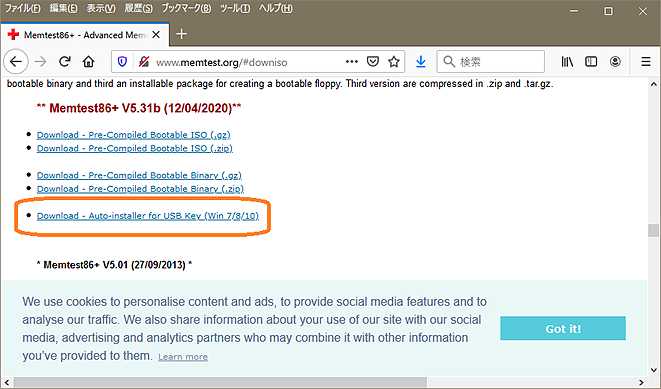 ファイル(F) 編集(E) 表示(V) 履歴(S) ブックマーク(B) ツール(T) ヘルプ(H)
Memtest86+ - Advanced Mem
www.memtest.org/#downiso
検索
bootable binary and third an installable package for creating a bootable floppy. Third version are compressed in .zip and .tar.gz.
** Memtest86+ V5.31b (12/04/2020)**
Download - Pre-Compiled Bootable ISO (.gz)
Download - Pre-Compiled Bootable ISO (.zip)
Download - Pre-Compiled Bootable Binary (.gz)
Download - Pre-Compiled Bootable Binary (.zip)
Download - Auto-installer for USB Key (Win 7/8/10)
* Memtest86+ V5.01 (27/09/2013) *
We use cookies to personalise content and ads, to provide social media features and to
analyse our traffic. We also share information about your use of our site with our social
media, advertising and analytics partners who may combine it with other information
you've provided to them. Learn more
Got it!